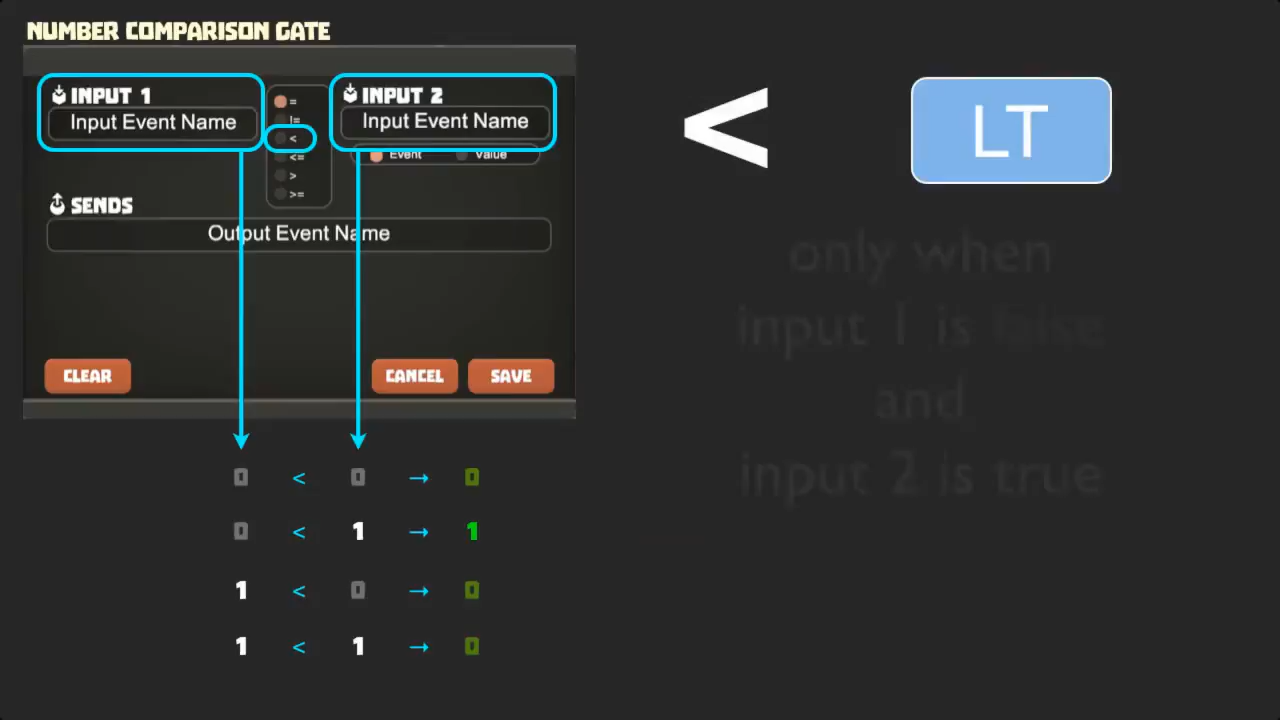 NUMBER COMPARISON GATE
INPUT 1
Input Event Name
=
!=
<
<=
>
>=
INPUT 2
Input Event Name
Event Value
SENDS
Output Event Name
CLEAR
CANCEL
SAVE
<
LT
only when
input 1 is false
and
input 2 is true
0 < 0 → 0
0 < 1 → 1
1 < 0 → 0
1 < 1 → 0